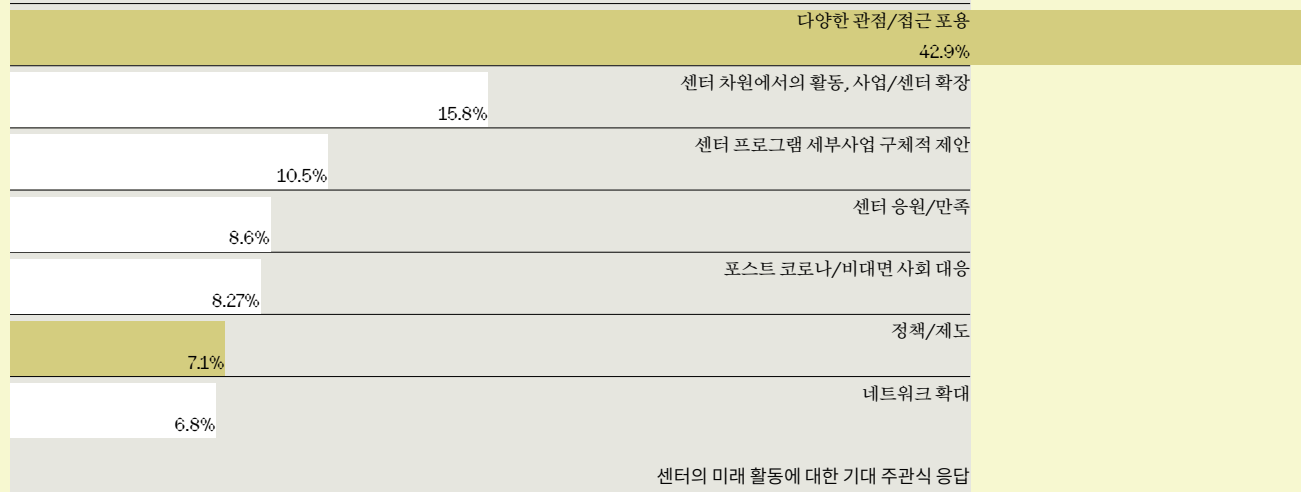 다양한 관점/접근 포용
42.9%
센터 차원에서의 활동, 사업/센터 확장
15.8%
센터 프로그램 세부사업 구체적 제안
10.5%
센터 응원/만족
8.6%
포스트 코로나/비대면 사회 대응
8.27%
정책/제도
7.1%
네트워크 확대
6.8%
센터의 미래 활동에 대한 기대 주관식 응답